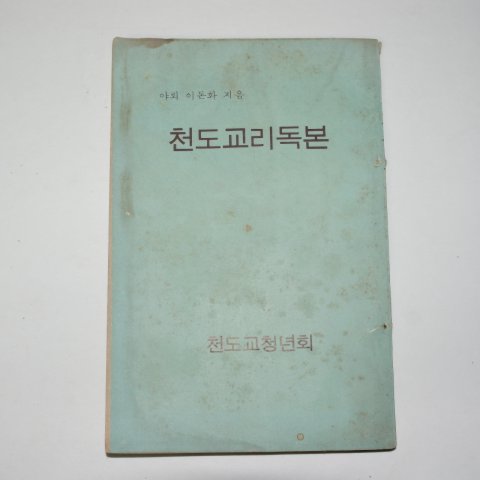 야뢰 이돈화 지음
천도교리독본
천도교청년회